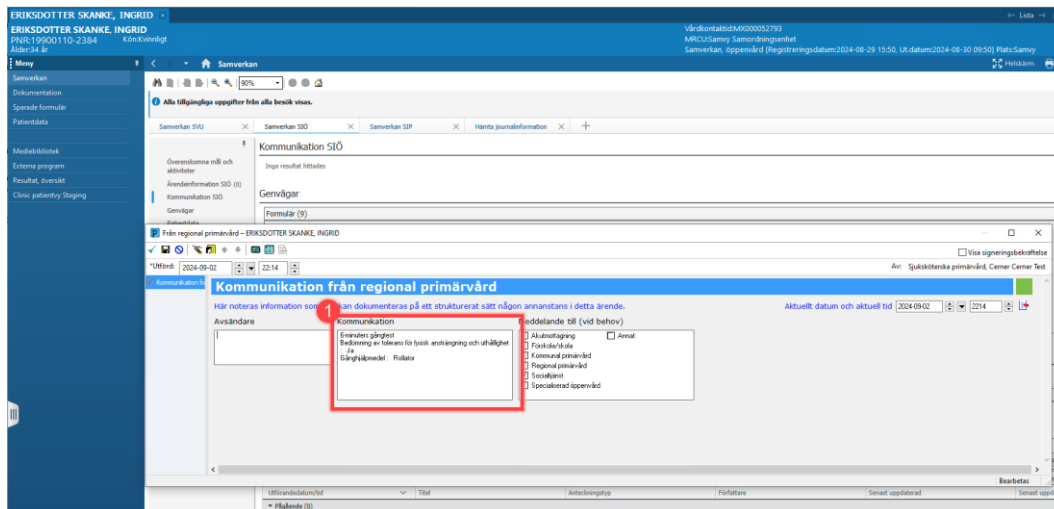 ERIKSDOTTER SKANKE, INGRID
Lista
ERIKSDOTTER SKANKE, INGRID
PNR:19900110-2384 Kön:Kvinnligt
Ålder:34 år
Vårdkontaktid:MX000052793
MRCU:Samvy Samordningsenhet
Samverkan, öppenvård [Registreringsdatum:2024-08-29 15:50, Ut.datum:2024-08-30 09:50] Plats:Samvy
Meny
Samverkan
Helskärm
Samverkan
Dokumentation
Sparade formulär
Patientdata
Mediebibliotek
Externa program
Resultat, översikt
Clinic patientvy Staging
90%
Alla tillgängliga uppgifter från alla besök visas.
Samverkan SVU
Samverkan SIÖ
Samverkan SIP
Hämta journalinformation
Överenskomna mål och
aktiviteter
Ärendeinformation SIÖ (0)
Kommunikation SIÖ
Genvägar
Patientdata
Kommunikation SIÖ
Inga resultat hittades
Genvägar
Formulär (9)
Från regional primärvård – ERIKSDOTTER SKANKE, INGRID
Visa signeringsbekräftelse
*Utförd: 2024-09-02 22:14
Av: Sjuksköterska primärvård, Cerner Cerner Test
Kommunikation
Kommunikation från regional primärvård
Här noteras information som kan dokumenteras på ett strukturerat sätt någon annanstans i detta ärende.
Aktuellt datum och aktuell tid 2024-09-02 2214
1
Avsändare
Kommunikation
6-minuters gångtest
Bedömning av tolerans för fysisk ansträngning och uthållighet
: Ja
Gånghjälpmedel : Rollator
Meddelande till (vid behov)
Akutmottagning
Annat:
Förskola/skola
Kommunal primärvård
Regional primärvård
Socialtjänst
Specialiserad öppenvård
Bearbetas
Utförandedatum/tid
Titel
Anteckningstyp
Författare
Senast uppdaterad
Senast uppd
Pågående (0)